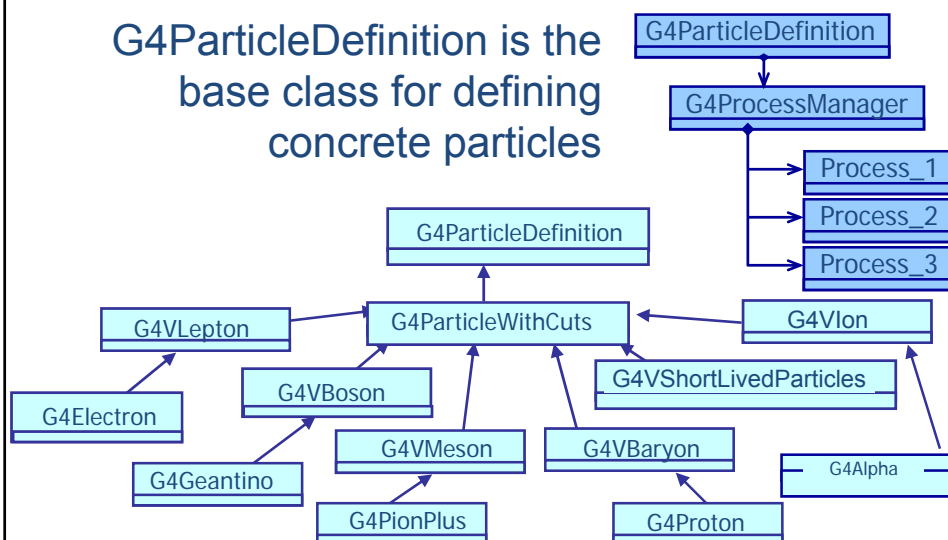 G4ParticleDefinition is the
base class for defining
concrete particles
G4ParticleDefinition
G4ProcessManager
Process_1
Process_2
Process_3
G4ParticleDefinition
G4ParticleWithCuts
G4VLepton
G4VIon
G4VBoson
G4VShortLivedParticles
G4Electron
G4VMeson
G4VBaryon
G4Alpha
G4Geantino
G4PionPlus
G4Proton